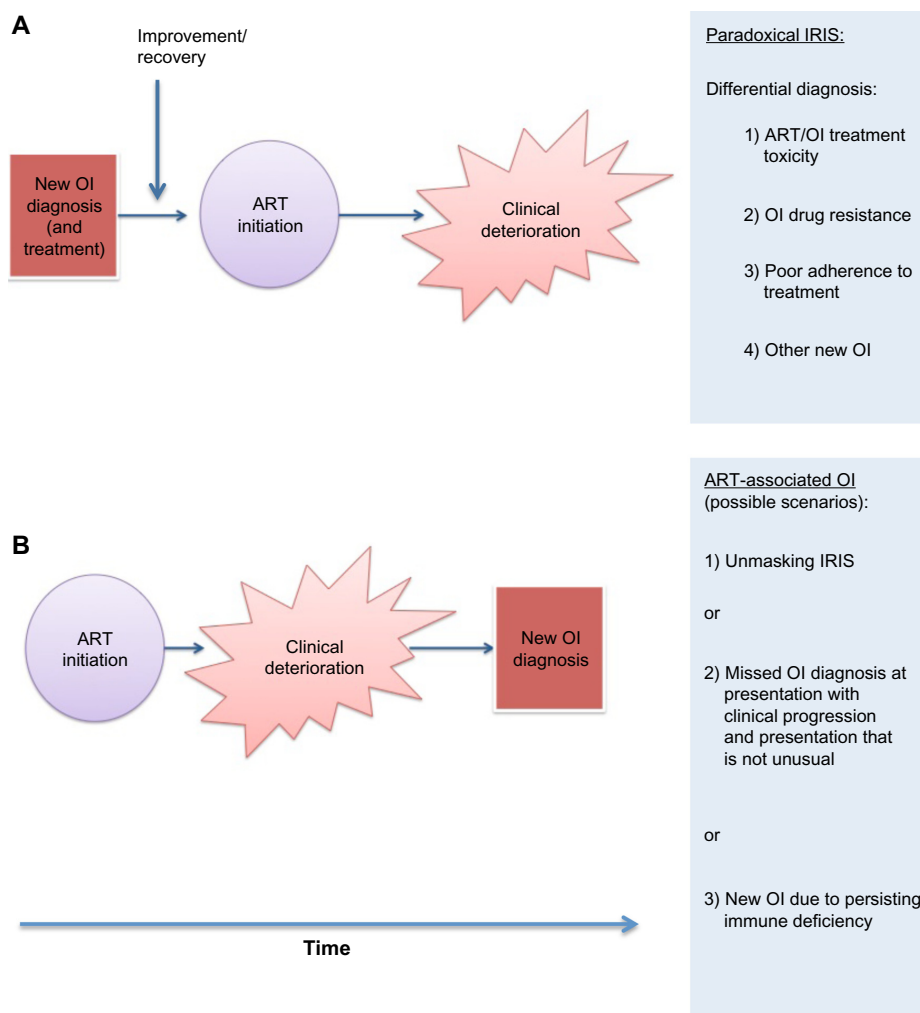 A
Improvement/
recovery
New OI
diagnosis
(and
treatment)
ART
initiation
Clinical
deterioration
Paradoxical IRIS:
Differential diagnosis:
1) ART/OI treatment
toxicity
2) OI drug resistance
3) Poor adherence to
treatment
4) Other new OI
B
ART
initiation
Clinical
deterioration
New OI
diagnosis
ART-associated OI
(possible scenarios):
1) Unmasking IRIS
or
2) Missed OI diagnosis at
presentation with
clinical progression
and presentation that
is not unusual
or
3) New OI due to persisting
immune deficiency
Time